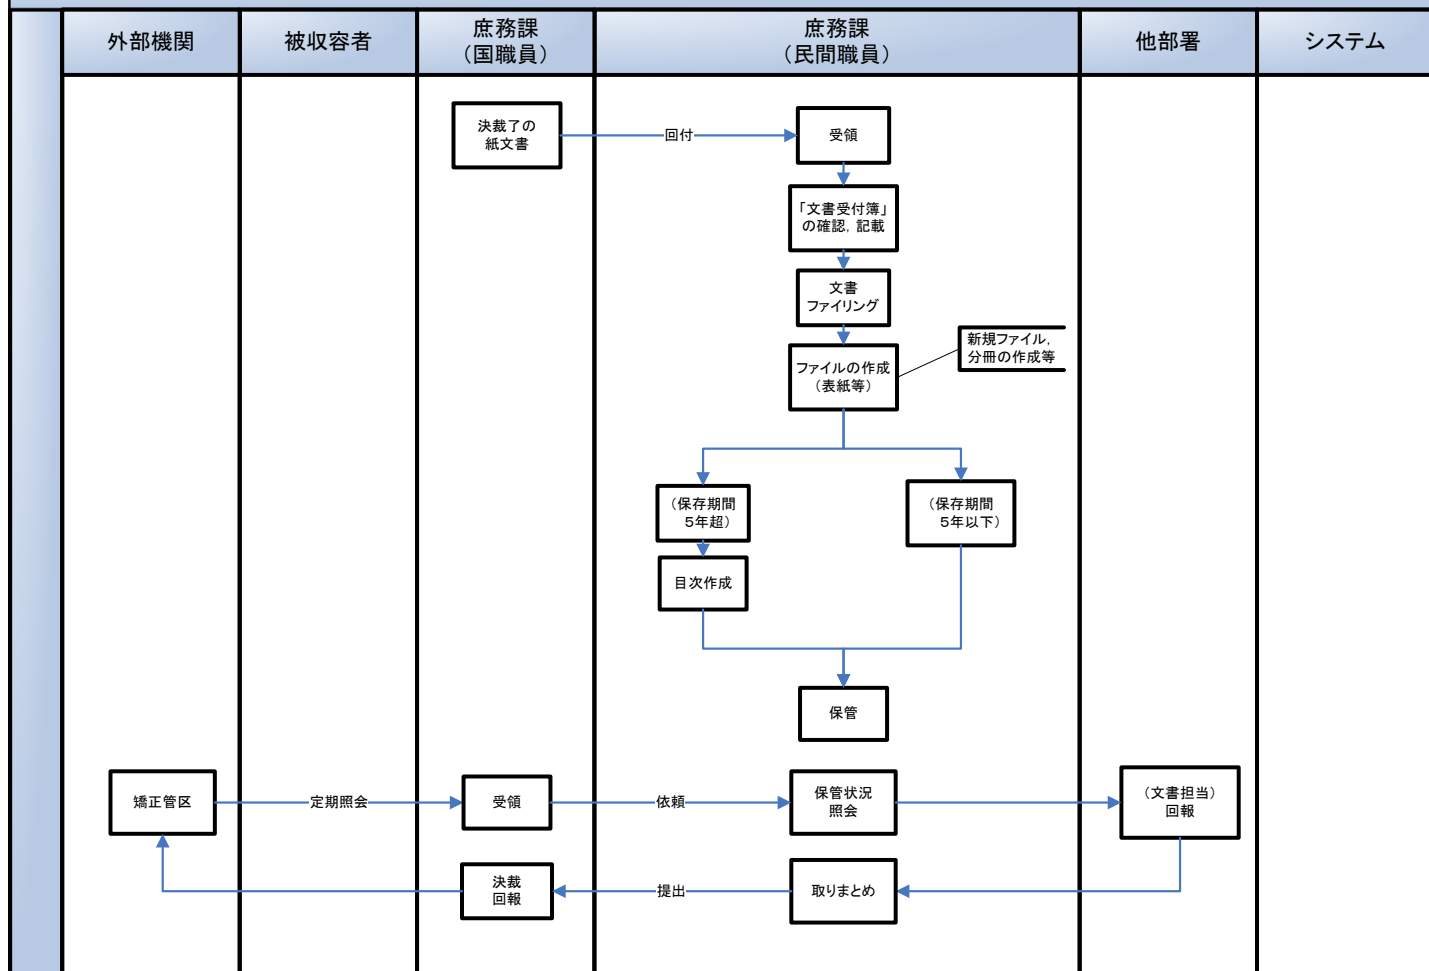 外部機関
被収容者
庶務課
（国職員）
庶務課
（民間職員）
他部署
システム
決裁了の
紙文書
回付
受領
「文書受付簿」
の確認，記載
文書
ファイリング
新規ファイル，
分冊の作成等
ファイルの作成
（表紙等）
（保存期間
5年超）
（保存期間
5年以下）
目次作成
保管
矯正管区
定期照会
受領
依頼
保管状況
照会
（文書担当）
回報
決裁
回報
提出
取りまとめ